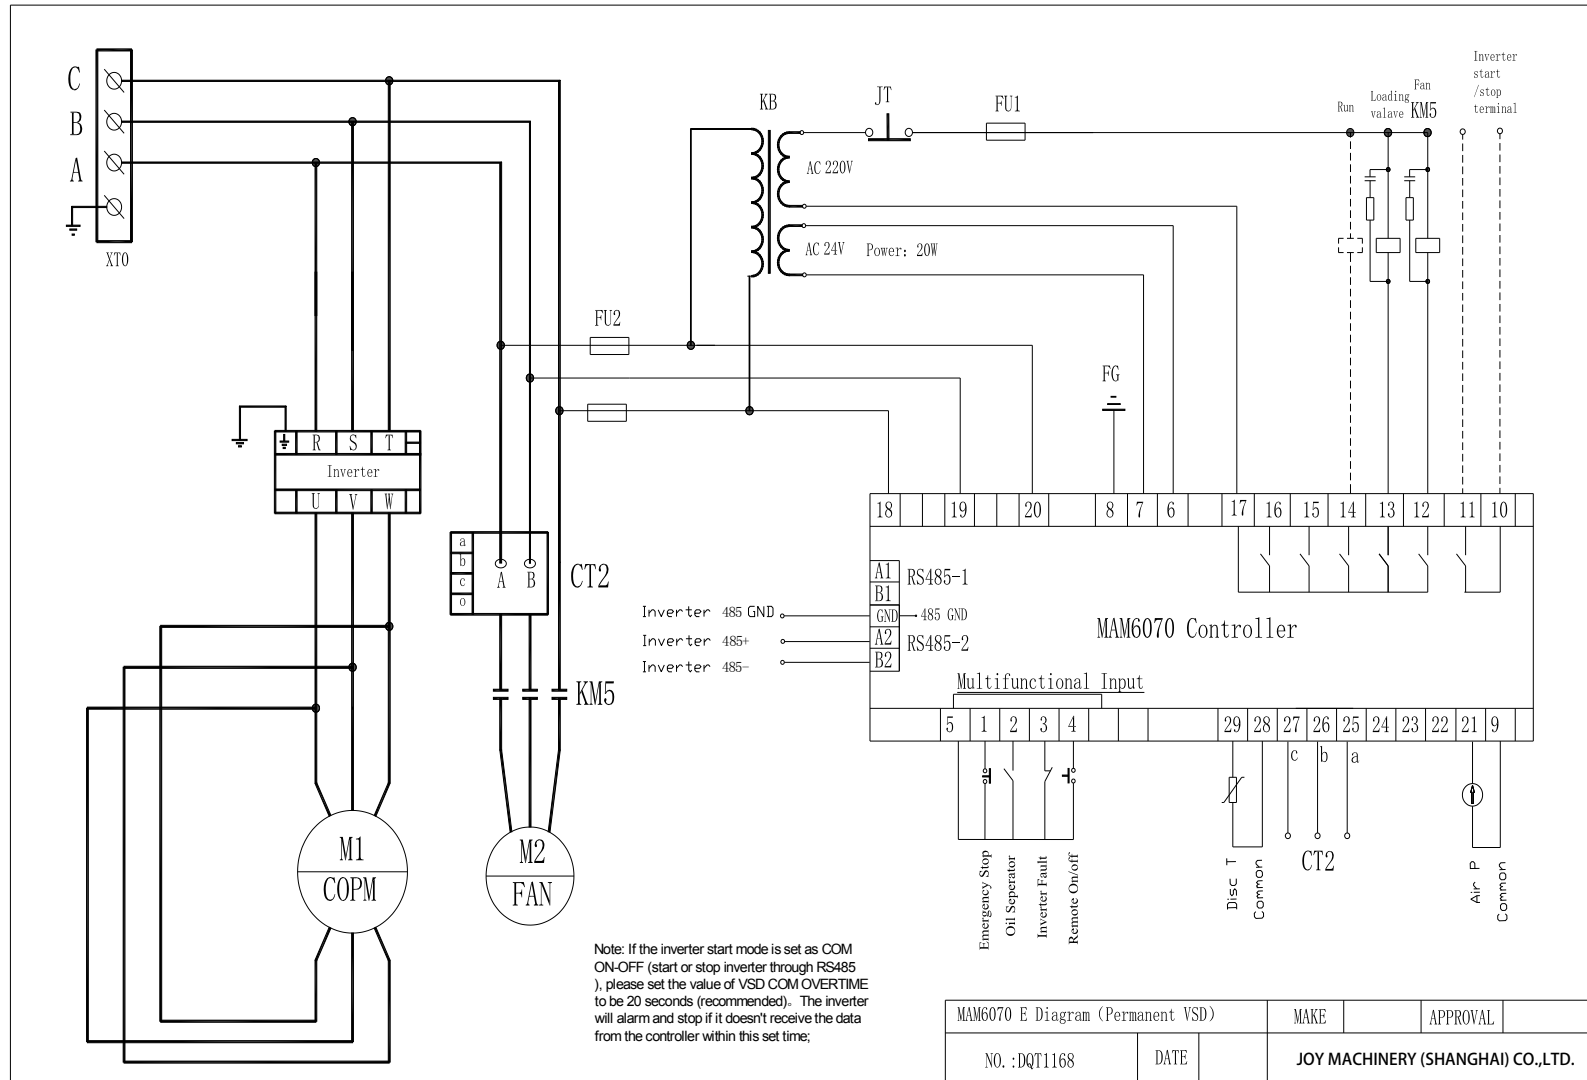 C
B
A
XT0
KB
JT
FU1
AC 220V
AC 24V Power: 20W
Run
Loading
valave
Fan
KM5
Inverter
start
/stop
terminal
FU2
FG
R S T
Inverter
U V W
a
b
c
o
A B
CT2
KM5
18 19 20 8 7 6 17 16 15 14 13 12 11 10
A1
B1
GND
A2
B2
RS485-1
485 GND
RS485-2
Inverter 485 GND
Inverter 485+
Inverter 485-
MAM6070 Controller
Multifunctional Input
5 1 2 3 4 29 28 27 26 25 24 23 22 21 9
c b a
CT2
Emergency Stop
Oil Seperator
Inverter Fault
Remote On/off
Disc T
Common
Air P
Common
M1
COPM
M2
FAN
Note: If the inverter start mode is set as COM
ON-OFF (start or stop inverter through RS485
), please set the value of VSD COM OVERTIME
to be 20 seconds (recommended)。The inverter
will alarm and stop if it doesn't receive the data
from the controller within this set time;
MAM6070 E Diagram (Permanent VSD) MAKE APPROVAL
NO.:DQT1168 DATE JOY MACHINERY (SHANGHAI) CO.,LTD.